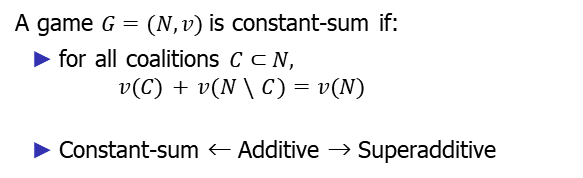 A game G = (N, v) is constant-sum if:
▶ for all coalitions C ⊂ N,
v(C) + v(N \ C) = v(N)
▶ Constant-sum ← Additive → Superadditive